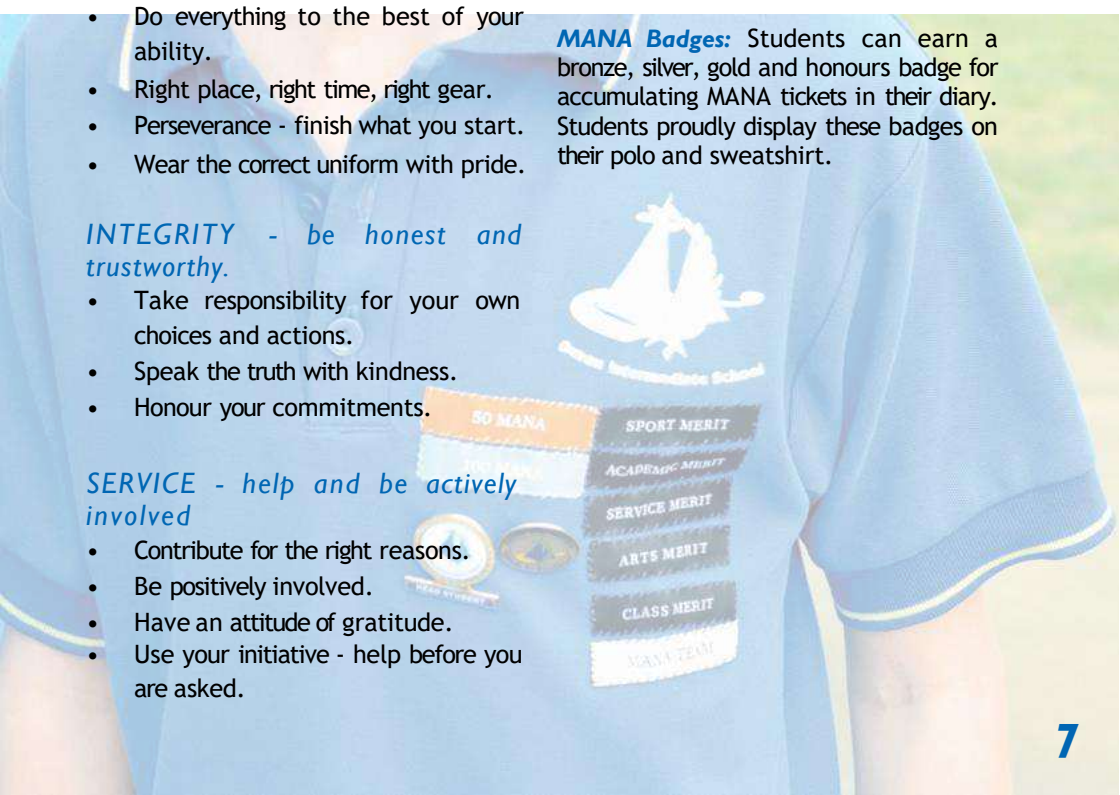 • Do everything to the best of your
ability.
• Right place, right time, right gear.
• Perseverance - finish what you start.
• Wear the correct uniform with pride.
INTEGRITY - be honest and
trustworthy.
• Take responsibility for your own
choices and actions.
• Speak the truth with kindness.
• Honour your commitments.
SERVICE - help and be actively
involved
• Contribute for the right reasons.
• Be positively involved.
• Have an attitude of gratitude.
• Use your initiative - help before you
are asked.
MANA Badges: Students can earn a
bronze, silver, gold and honours badge for
accumulating MANA tickets in their diary.
Students proudly display these badges on
their polo and sweatshirt.
Intermediate School
50 MANA
100 MANA
HEAD STUDENT
SPORT MERIT
ACADEMIC MERIT
SERVICE MERIT
ARTS MERIT
CLASS MERIT
MANA TEAM
7